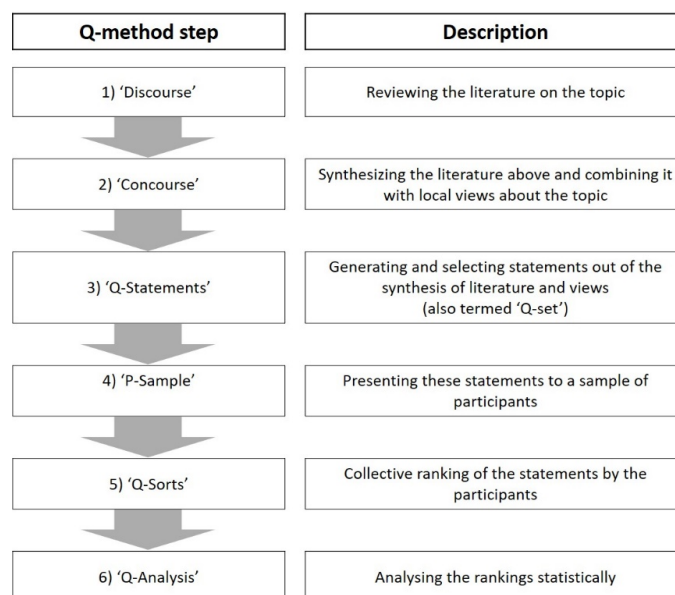 Q-method step
Description
1) ‘Discourse’
Reviewing the literature on the topic
2) ‘Concourse’
Synthesizing the literature above and combining it
with local views about the topic
3) ‘Q-Statements’
Generating and selecting statements out of the
synthesis of literature and views
(also termed ‘Q-set’)
4) ‘P-Sample’
Presenting these statements to a sample of
participants
5) ‘Q-Sorts’
Collective ranking of the statements by the
participants
6) ‘Q-Analysis’
Analysing the rankings statistically